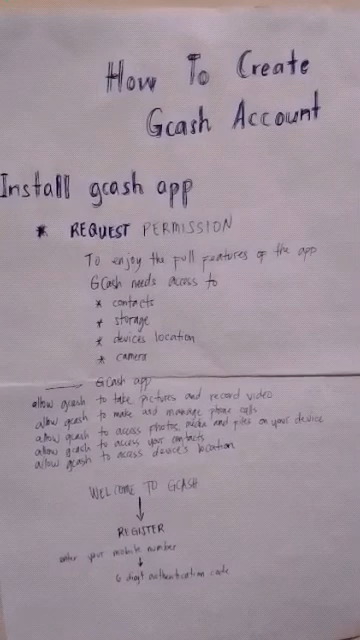 How To Create
Gcash Account
Install gcash app
* REQUEST PERMISSION
To enjoy the full features of the app
GCash needs access to
* contacts
* storage
* devices location
* camera
GCash app
allow gcash to take pictures and record video
allow gcash to make and manage phone calls
allow gcash to access photos, media and files on your device
allow gcash to access your contacts
allow gcash to access device's location
WELCOME TO GCASH
REGISTER
enter your mobile number
6 digit authentication code